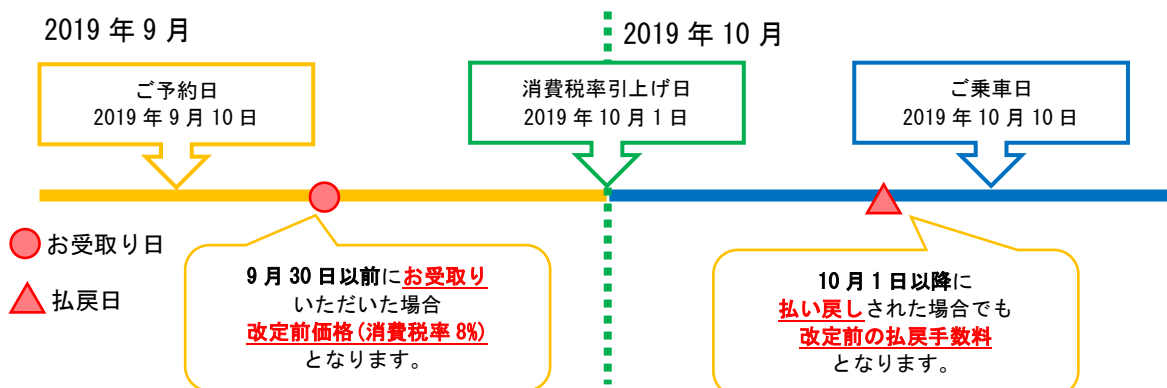 2019 年 9 月
2019 年 10 月
ご予約日
2019 年 9 月 10 日
消費税率引上げ日
2019 年 10 月 1 日
ご乗車日
2019 年 10 月 10 日
お受取り日
払戻日
9 月 30 日以前にお受取り
いただいた場合
改定前価格(消費税率 8%)
となります。
10 月 1 日以降に
払い戻しされた場合でも
改定前の払戻手数料
となります。